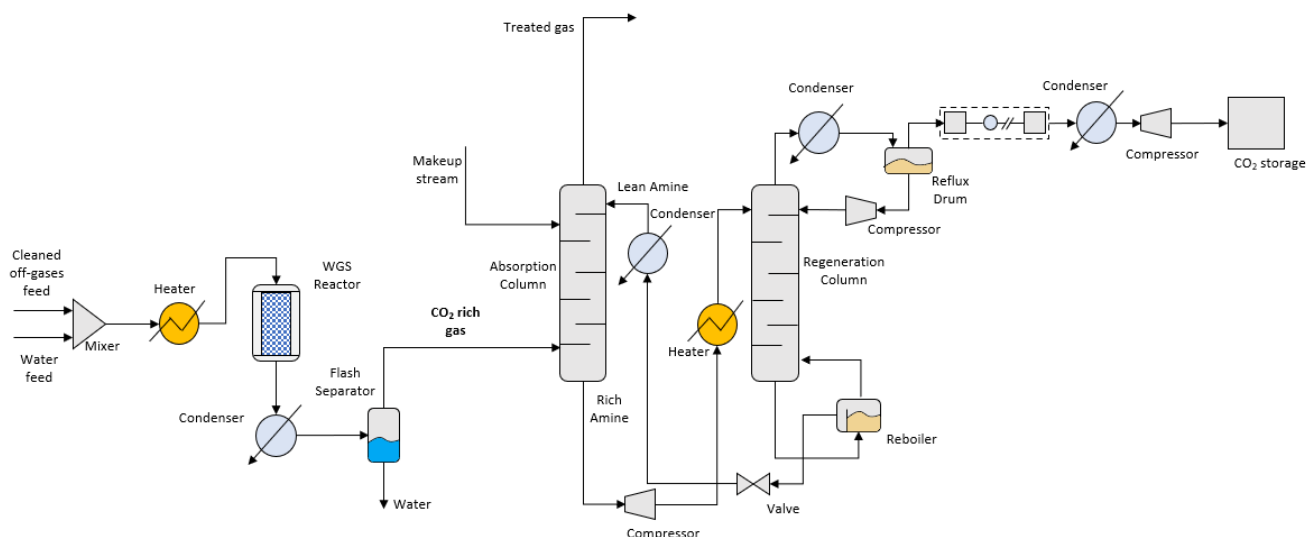 Treated gas
Condenser
Condenser
Compressor
CO₂ storage
Makeup
stream
Lean Amine
Condenser
Reflux
Drum
Compressor
Cleaned
off-gases
feed
Heater
WGS
Reactor
Absorption
Column
Regeneration
Column
CO₂ rich
gas
Mixer
Heater
Water
feed
Flash
Separator
Rich
Amine
Condenser
Reboiler
Water
Valve
Compressor